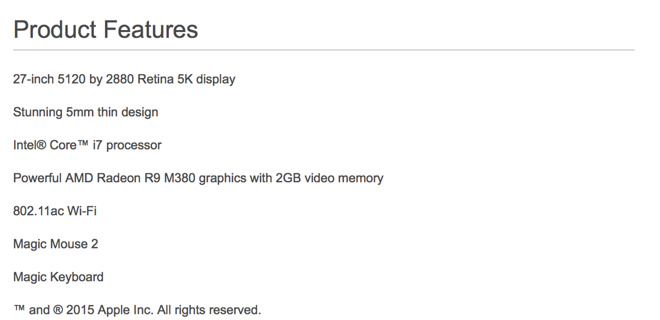 Product Features
27-inch 5120 by 2880 Retina 5K display
Stunning 5mm thin design
Intel® Core™ i7 processor
Powerful AMD Radeon R9 M380 graphics with 2GB video memory
802.11ac Wi-Fi
Magic Mouse 2
Magic Keyboard
™ and ® 2015 Apple Inc. All rights reserved.